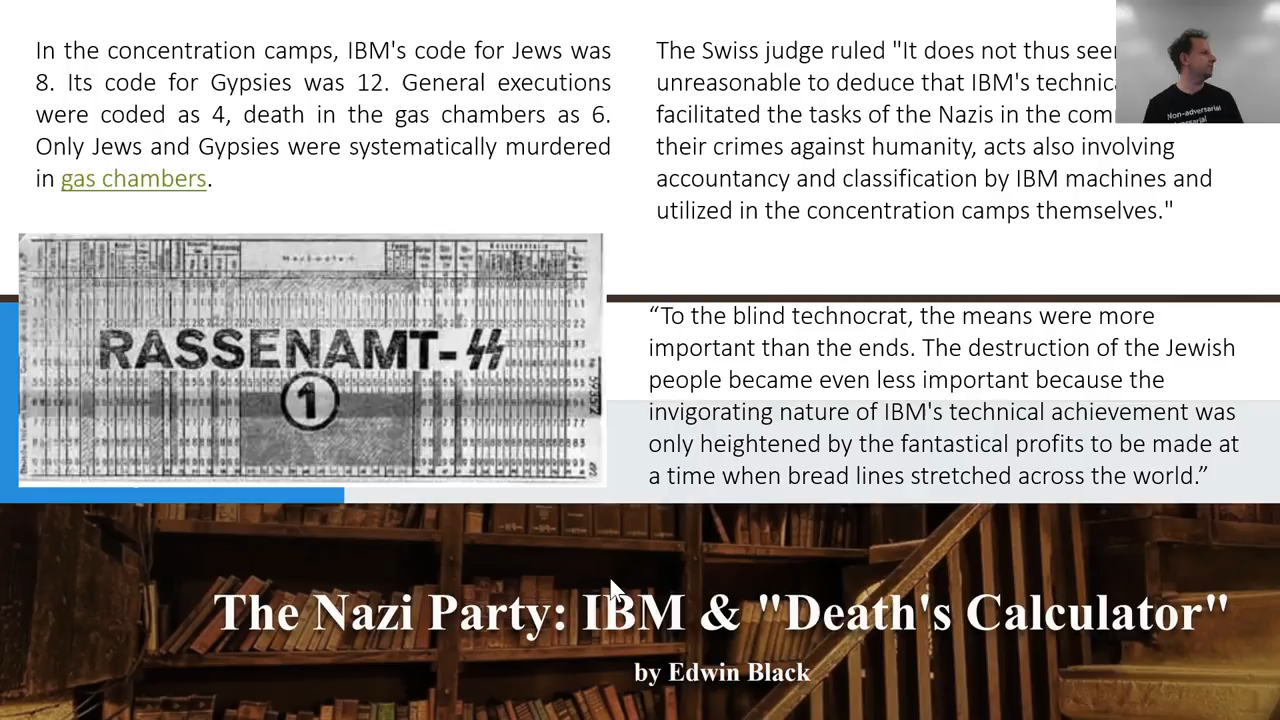 In the concentration camps, IBM's code for Jews was
8. Its code for Gypsies was 12. General executions
were coded as 4, death in the gas chambers as 6.
Only Jews and Gypsies were systematically murdered
in gas chambers.
The Swiss judge ruled "It does not thus
unreasonable to deduce that IBM's
facilitated the tasks of the Nazis in the
their crimes against humanity, acts also involving
accountancy and classification by IBM machines and
utilized in the concentration camps themselves."
Non-adversarial
RASSENAMT-SS
1
“To the blind technocrat, the means were more
important than the ends. The destruction of the Jewish
people became even less important because the
invigorating nature of IBM's technical achievement was
only heightened by the fantastical profits to be made at
a time when bread lines stretched across the world.”
The Nazi Party: IBM & "Death's Calculator"
by Edwin Black